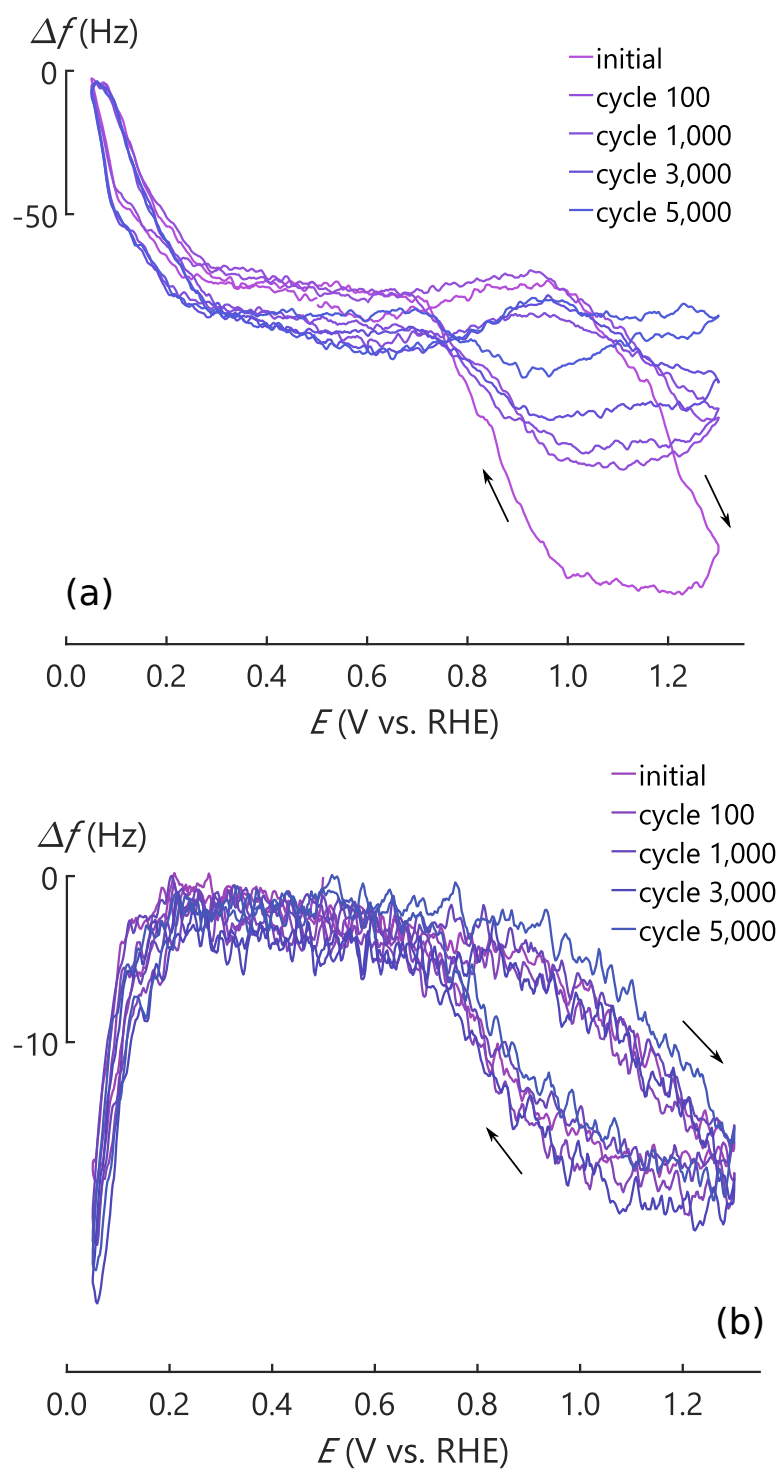 Δf (Hz)
initial
0
cycle 100
cycle 1,000
cycle 3,000
cycle 5,000
-50
(a)
0.0 0.2 0.4 0.6 0.8 1.0 1.2
E (V vs. RHE)
initial
cycle 100
Δf (Hz)
cycle 1,000
0
cycle 3,000
cycle 5,000
-10
(b)
0.0 0.2 0.4 0.6 0.8 1.0 1.2
E (V vs. RHE)